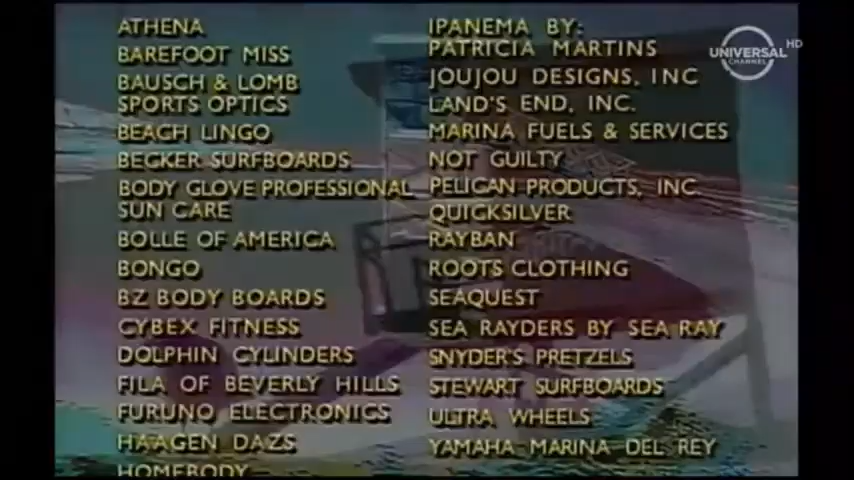 ATHENA
BAREFOOT MISS
BAUSCH & LOMB
SPORTS OPTICS
BEACH LINGO
BECKER SURFBOARDS
BODY GLOVE PROFESSIONAL
SUN CARE
BOLLE OF AMERICA
BONGO
BZ BODY BOARDS
CYBEX FITNESS
DOLPHIN CYLINDERS
FILA OF BEVERLY HILLS
FURUNO ELECTRONICS
HAAGEN DAZS
HOMEBODY
IPANEMA BY:
PATRICIA MARTINS
JOUJOU DESIGNS, INC
LAND'S END, INC.
MARINA FUELS & SERVICES
NOT GUILTY
PELICAN PRODUCTS, INC.
QUICKSILVER
RAYBAN
ROOTS CLOTHING
SEAQUEST
SEA RAYDERS BY SEA RAY
SNYDER'S PRETZELS
STEWART SURFBOARDS
ULTRA WHEELS
YAMAHA MARINA DEL REY
UNIVERSAL HD
CHANNEL